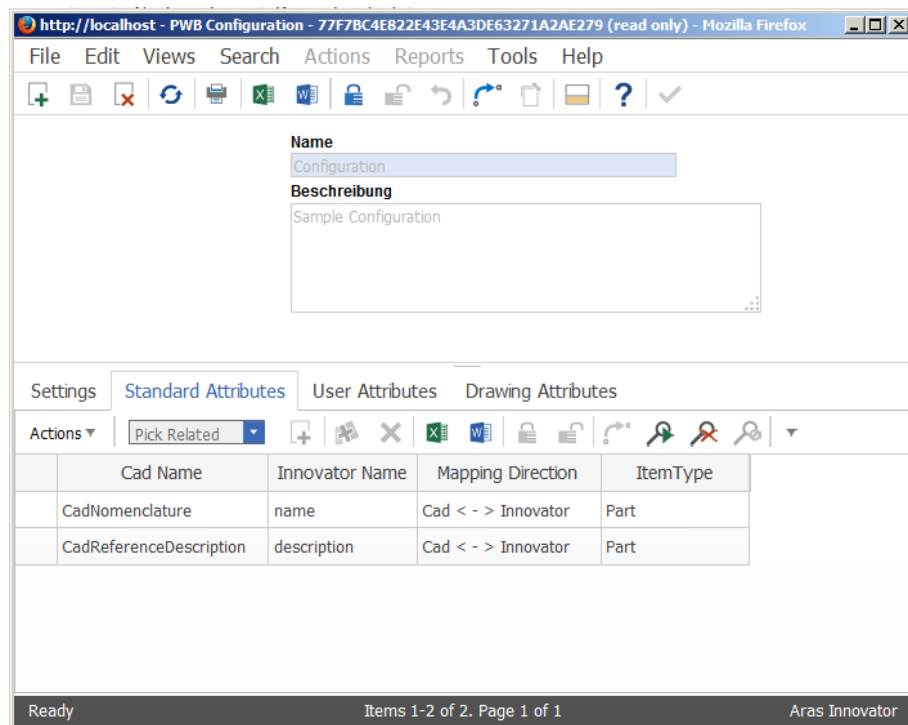 http://localhost - PWB Configuration - 77F7BC4E822E43E4A3DE63271A2AE279 (read only) - Mozilla Firefox
File Edit Views Search Actions Reports Tools Help
Name
Configuration
Beschreibung
Sample Configuration
Settings Standard Attributes User Attributes Drawing Attributes
Actions Pick Related
Cad Name Innovator Name Mapping Direction ItemType
CadNomenclature name Cad < - > Innovator Part
CadReferenceDescription description Cad < - > Innovator Part
Ready Items 1-2 of 2. Page 1 of 1 Aras Innovator